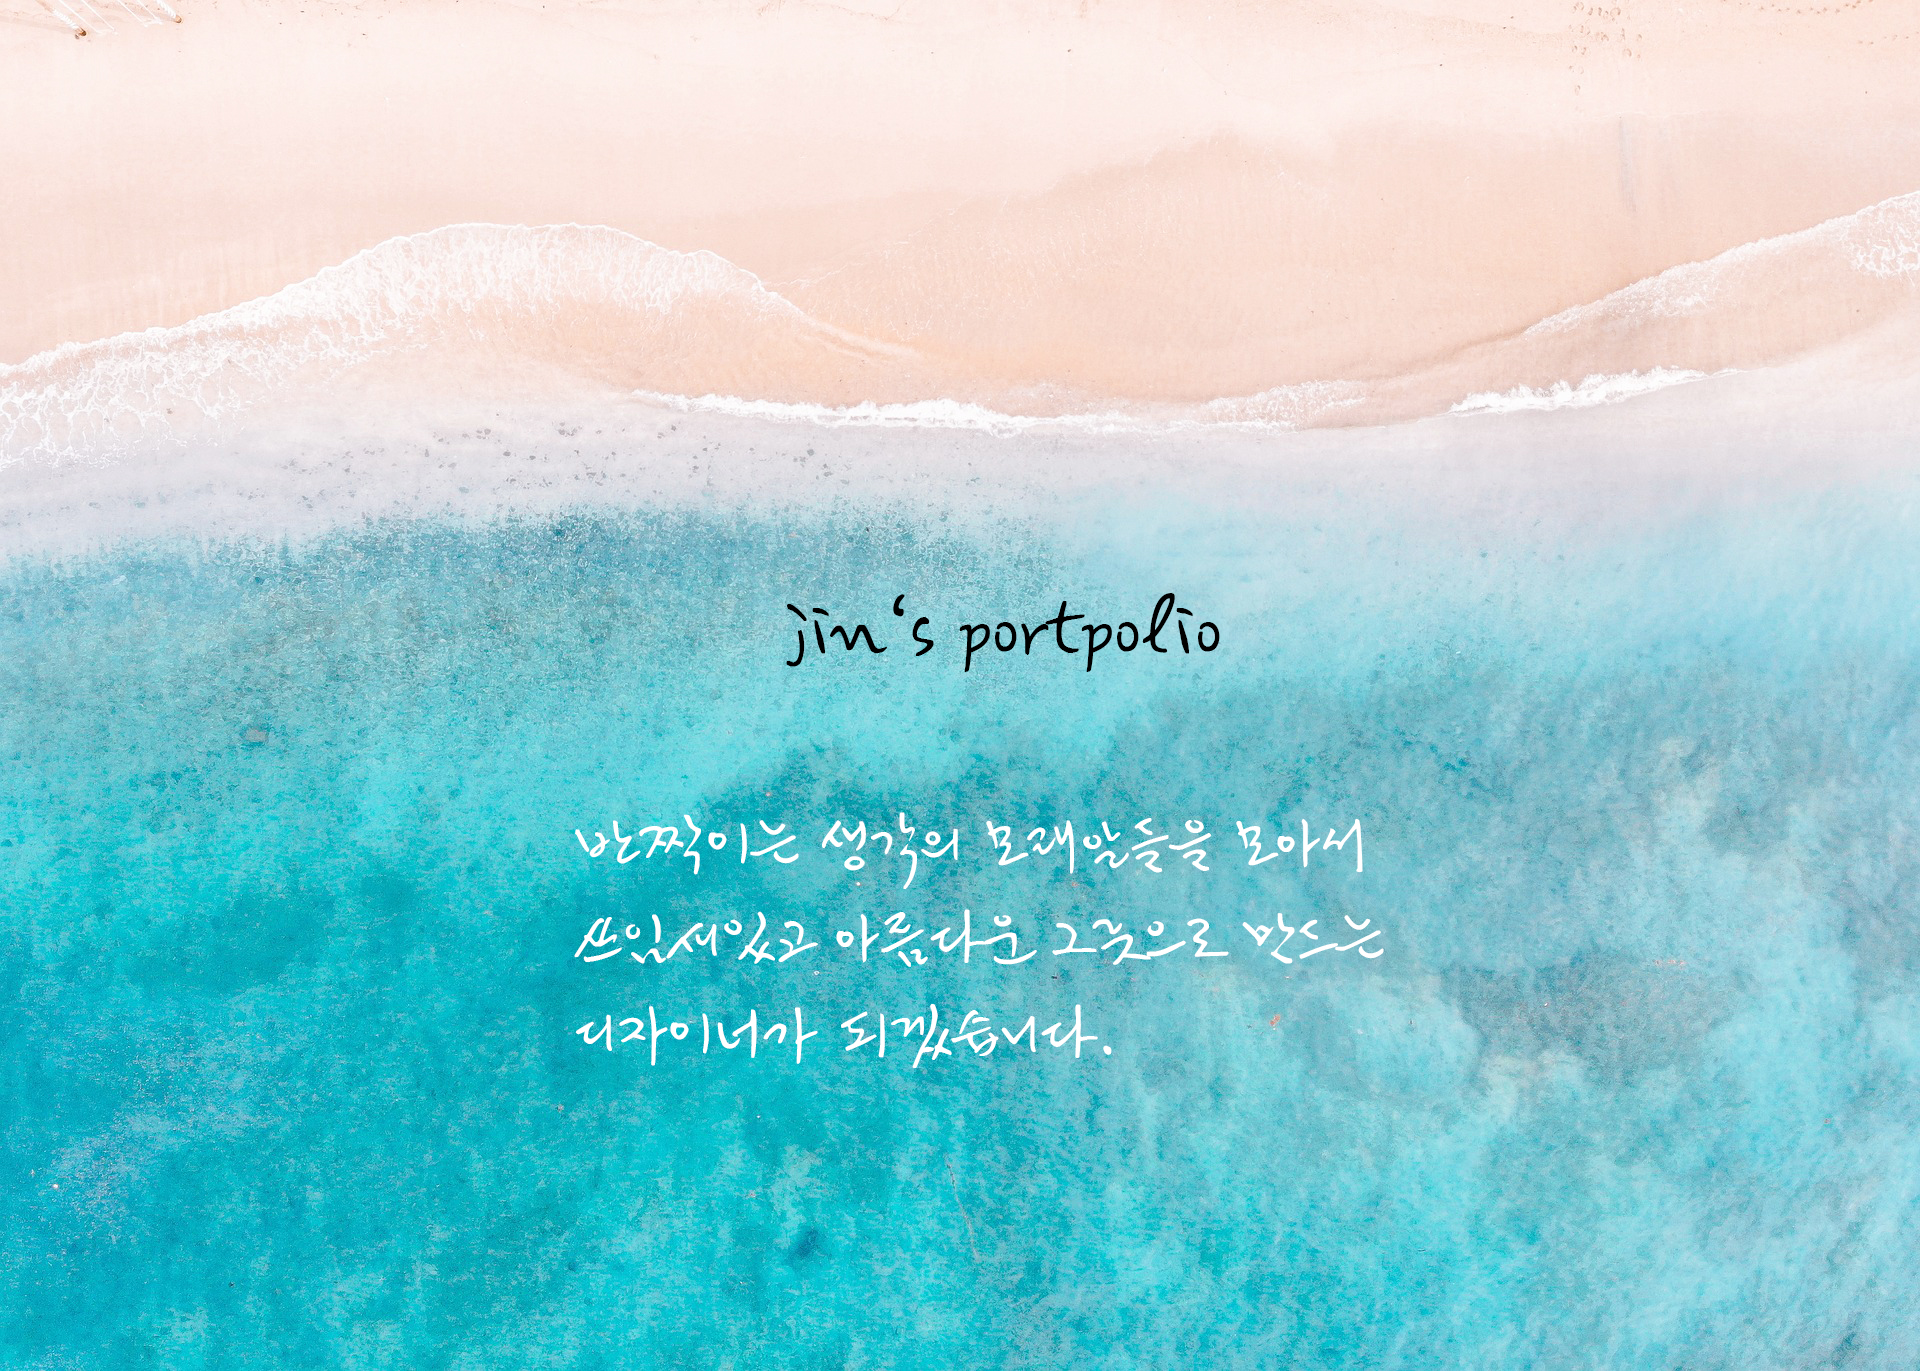 jin‘s portpolio
반짝이는 생각의 모래알들을 모아서
쓰임새있고 아름다운 그릇으로 만드는
디자이너가 되겠습니다.